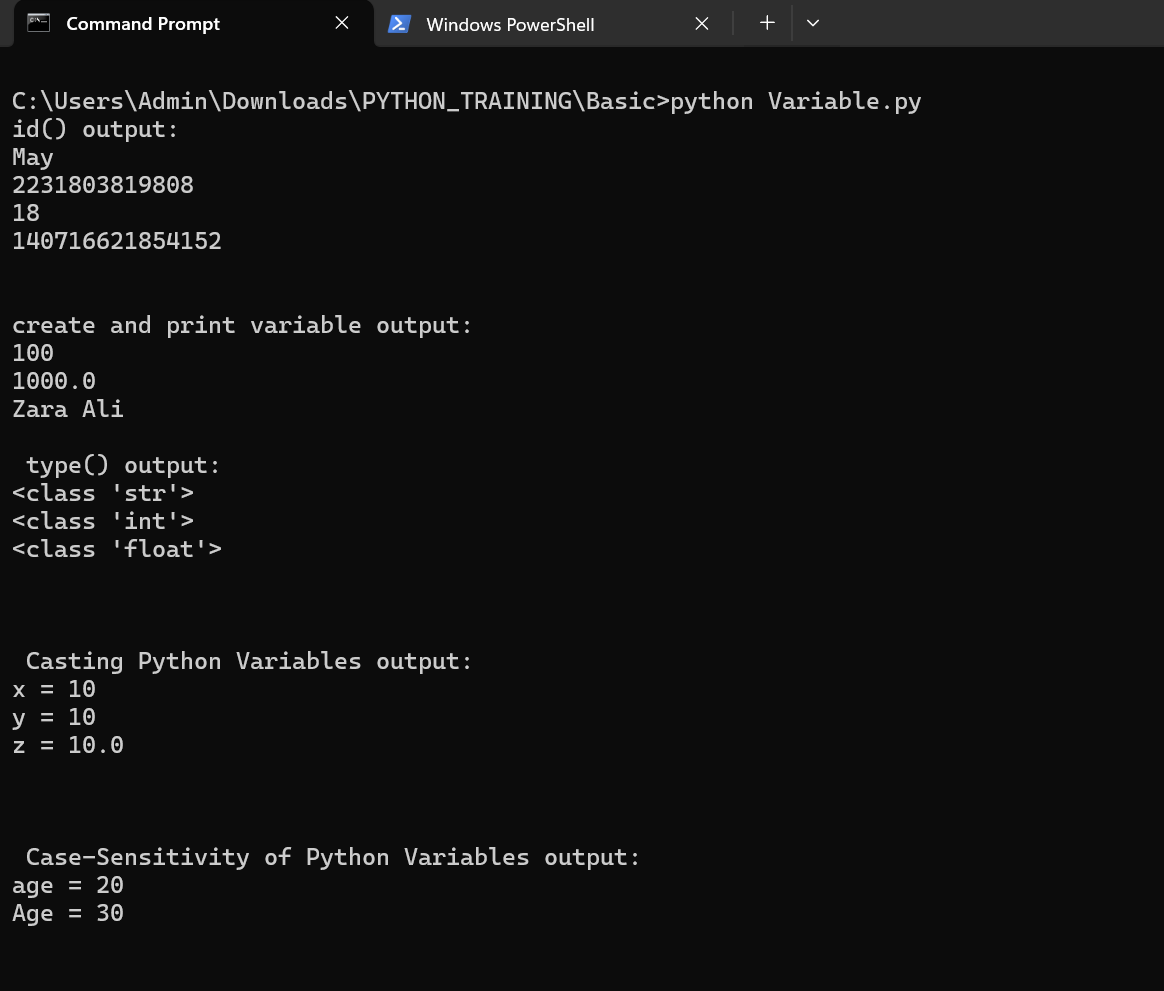 Command Prompt
Windows PowerShell
C:\Users\Admin\Downloads\PYTHON_TRAINING\Basic>python Variable.py
id() output:
May
2231803819808
18
140716621854152
create and print variable output:
100
1000.0
Zara Ali
type() output:
<class 'str'>
<class 'int'>
<class 'float'>
Casting Python Variables output:
x = 10
y = 10
z = 10.0
Case-Sensitivity of Python Variables output:
age = 20
Age = 30